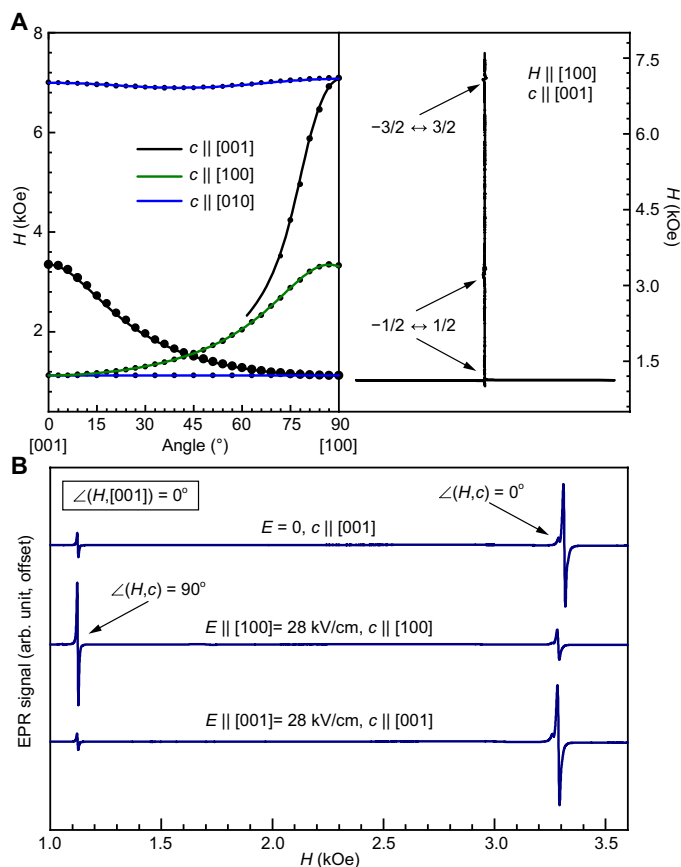 A
8
6
4
2
H (kOe)
c || [001]
c || [100]
c || [010]
0 15 30 45 60 75 90
[001] Angle (°) [100]
H || [100]
c || [001]
−3/2 ↔ 3/2
−1/2 ↔ 1/2
7.5
6.0
4.5
3.0
1.5
H (kOe)
B
∠(H,[001]) = 0°
∠(H,c) = 0°
E = 0, c || [001]
∠(H,c) = 90°
E || [100]= 28 kV/cm, c || [100]
E || [001]= 28 kV/cm, c || [001]
EPR signal (arb. unit, offset)
1.0 1.5 2.0 2.5 3.0 3.5
H (kOe)